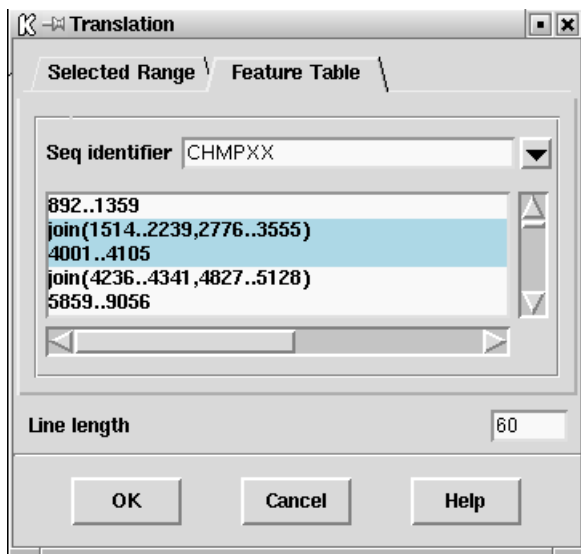 Translation
Selected Range Feature Table
Seq identifier CHMPXX
892..1359
join(1514..2239,2776..3555)
4001..4105
join(4236..4341,4827..5128)
5859..9056
Line length 60
OK Cancel Help